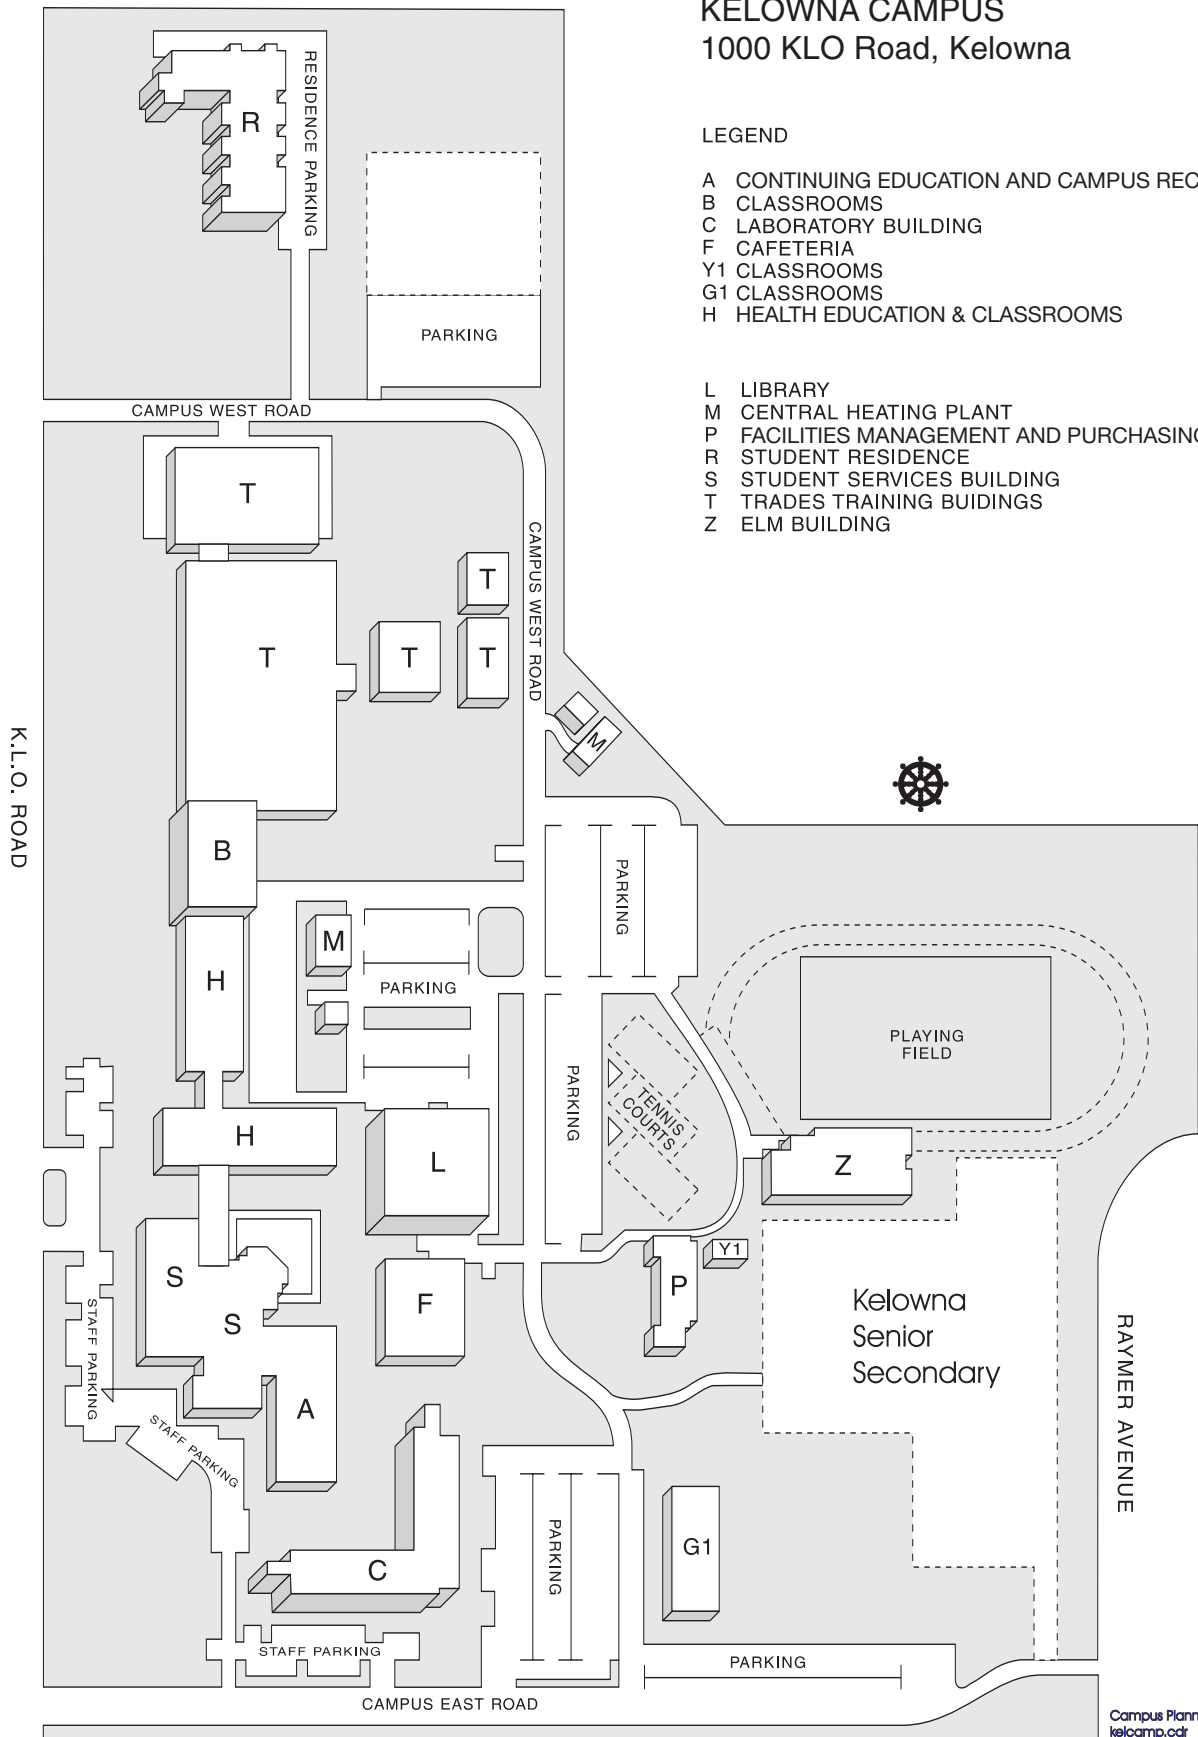 KELOWNA CAMPUS
1000 KLO Road, Kelowna
LEGEND
A CONTINUING EDUCATION AND CAMPUS REC
B CLASSROOMS
C LABORATORY BUILDING
F CAFETERIA
Y1 CLASSROOMS
G1 CLASSROOMS
H HEALTH EDUCATION & CLASSROOMS
L LIBRARY
M CENTRAL HEATING PLANT
P FACILITIES MANAGEMENT AND PURCHASING
R STUDENT RESIDENCE
S STUDENT SERVICES BUILDING
T TRADES TRAINING BUIDINGS
Z ELM BUILDING
R
RESIDENCE PARKING
PARKING
CAMPUS WEST ROAD
T
CAMPUS WEST ROAD
T
T
T
T
M
K.L.O. ROAD
B
PARKING
M
H
PARKING
PLAYING
FIELD
PARKING
TENNIS
COURTS
H
L
Z
Y1
S
P
F
S
Kelowna
Senior
Secondary
STAFF PARKING
RAYMER AVENUE
A
STAFF PARKING
PARKING
G1
C
STAFF PARKING
PARKING
CAMPUS EAST ROAD
Campus Plann
kelcamp.cdr